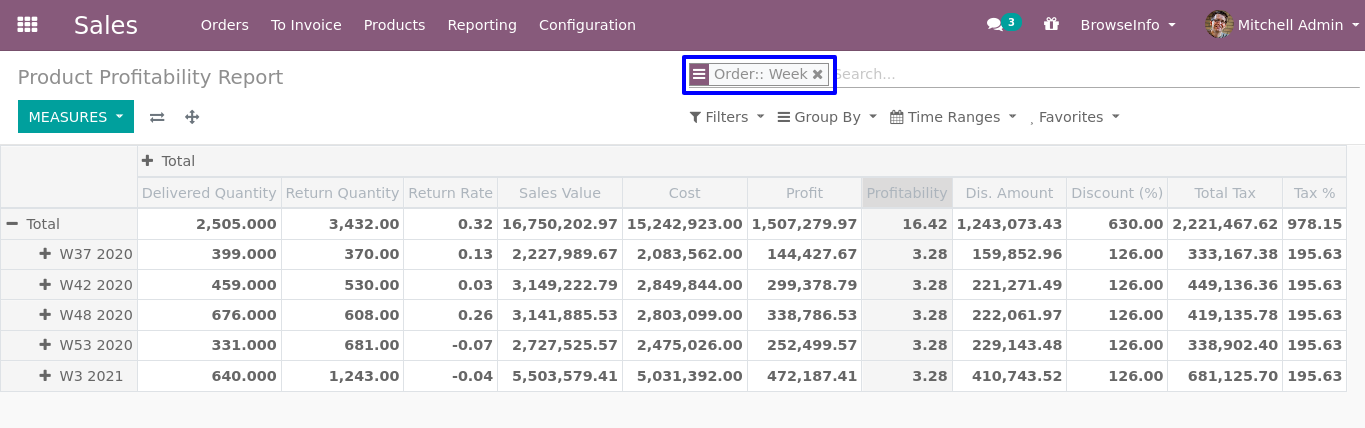 Sales Orders To Invoice Products Reporting Configuration 3 BrowseInfo Mitchell Admin
Product Profitability Report Order:: Week Search...
MEASURES Filters Group By Time Ranges Favorites
Total
Delivered Quantity Return Quantity Return Rate Sales Value Cost Profit Profitability Dis. Amount Discount (%) Total Tax Tax %
Total 2,505.000 3,432.00 0.32 16,750,202.97 15,242,923.00 1,507,279.97 16.42 1,243,073.43 630.00 2,221,467.62 978.15
W37 2020 399.000 370.00 0.13 2,227,989.67 2,083,562.00 144,427.67 3.28 159,852.96 126.00 333,167.38 195.63
W42 2020 459.000 530.00 0.03 3,149,222.79 2,849,844.00 299,378.79 3.28 221,271.49 126.00 449,136.36 195.63
W48 2020 676.000 608.00 0.26 3,141,885.53 2,803,099.00 338,786.53 3.28 222,061.97 126.00 419,135.78 195.63
W53 2020 331.000 681.00 -0.07 2,727,525.57 2,475,026.00 252,499.57 3.28 229,143.48 126.00 338,902.40 195.63
W3 2021 640.000 1,243.00 -0.04 5,503,579.41 5,031,392.00 472,187.41 3.28 410,743.52 126.00 681,125.70 195.63